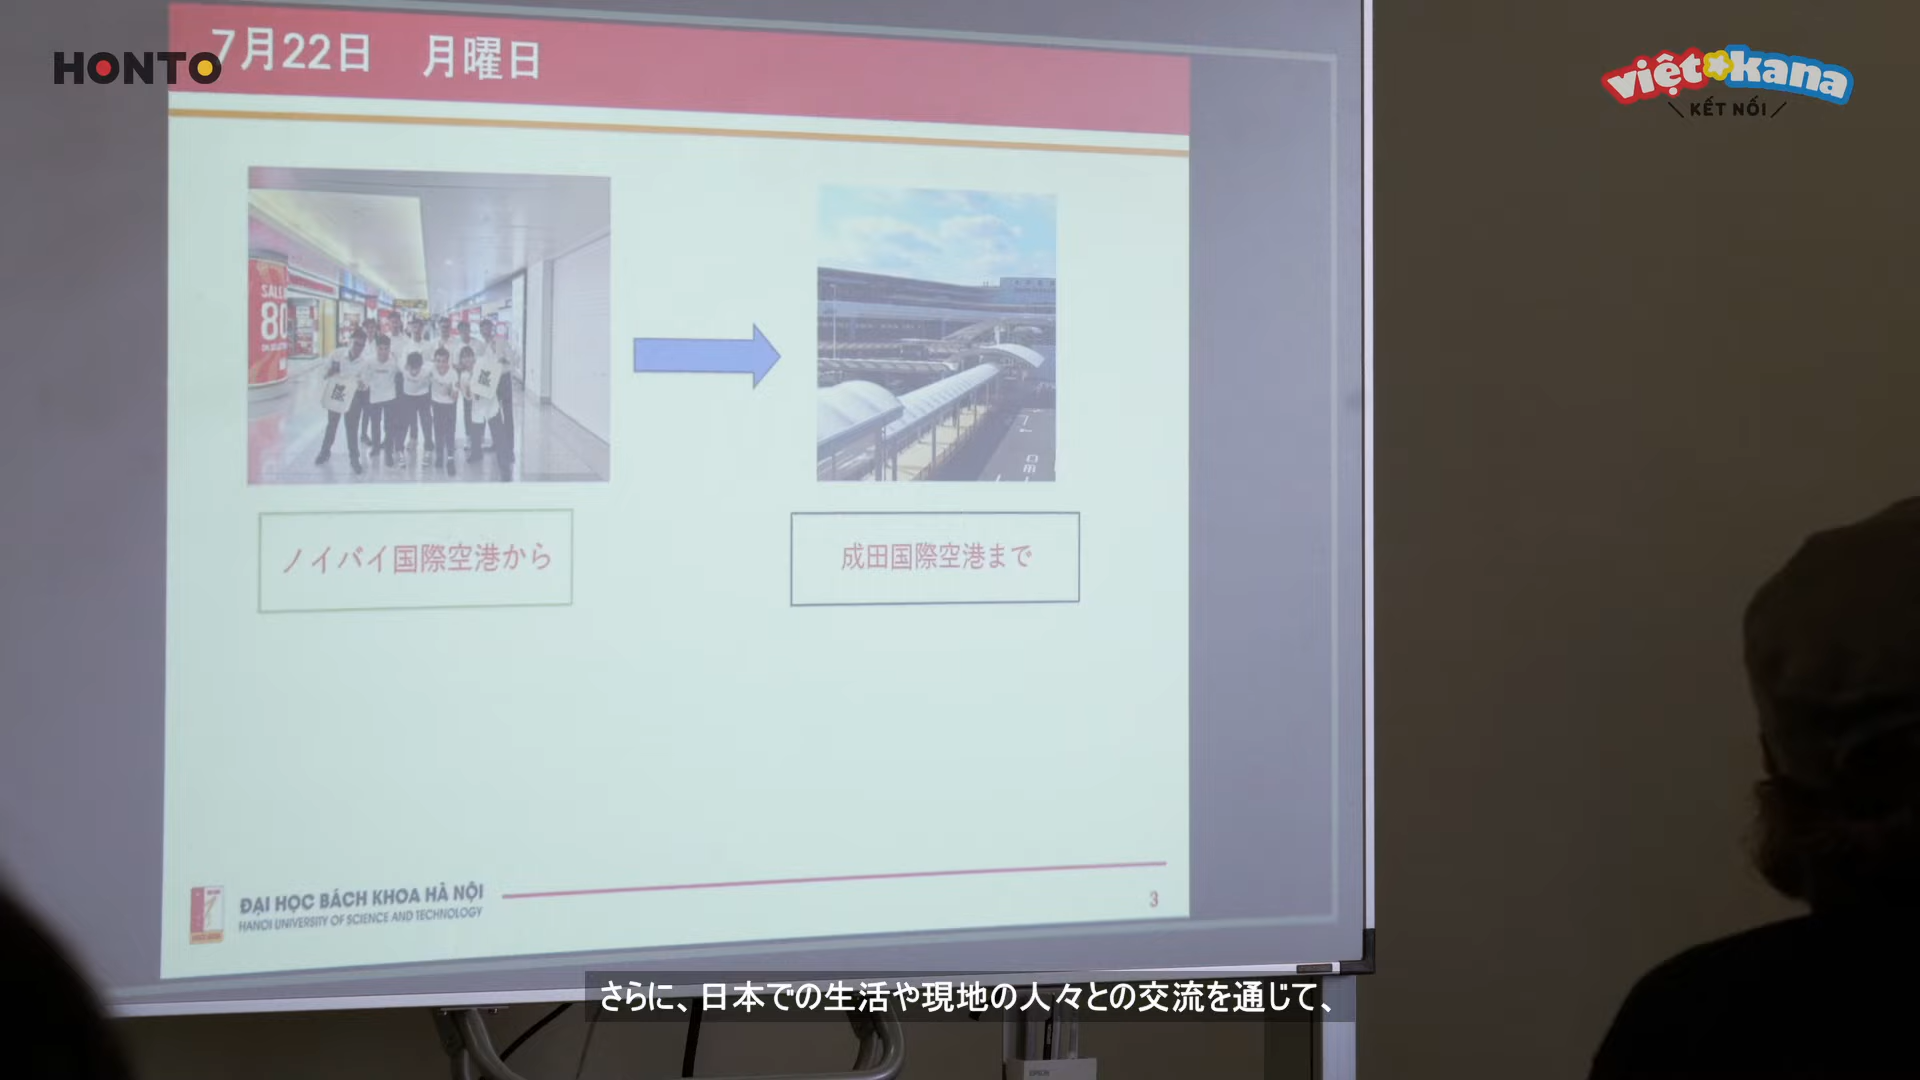 HONTO
7月22日 月曜日
việt kana
KẾT NỐI
SALE
80
ノイバイ国際空港から
成田国際空港まで
ĐẠI HỌC BÁCH KHOA HÀ NỘI
HANOI UNIVERSITY OF SCIENCE AND TECHNOLOGY
3
さらに、日本での生活や現地の人々との交流を通じて、
EPSON